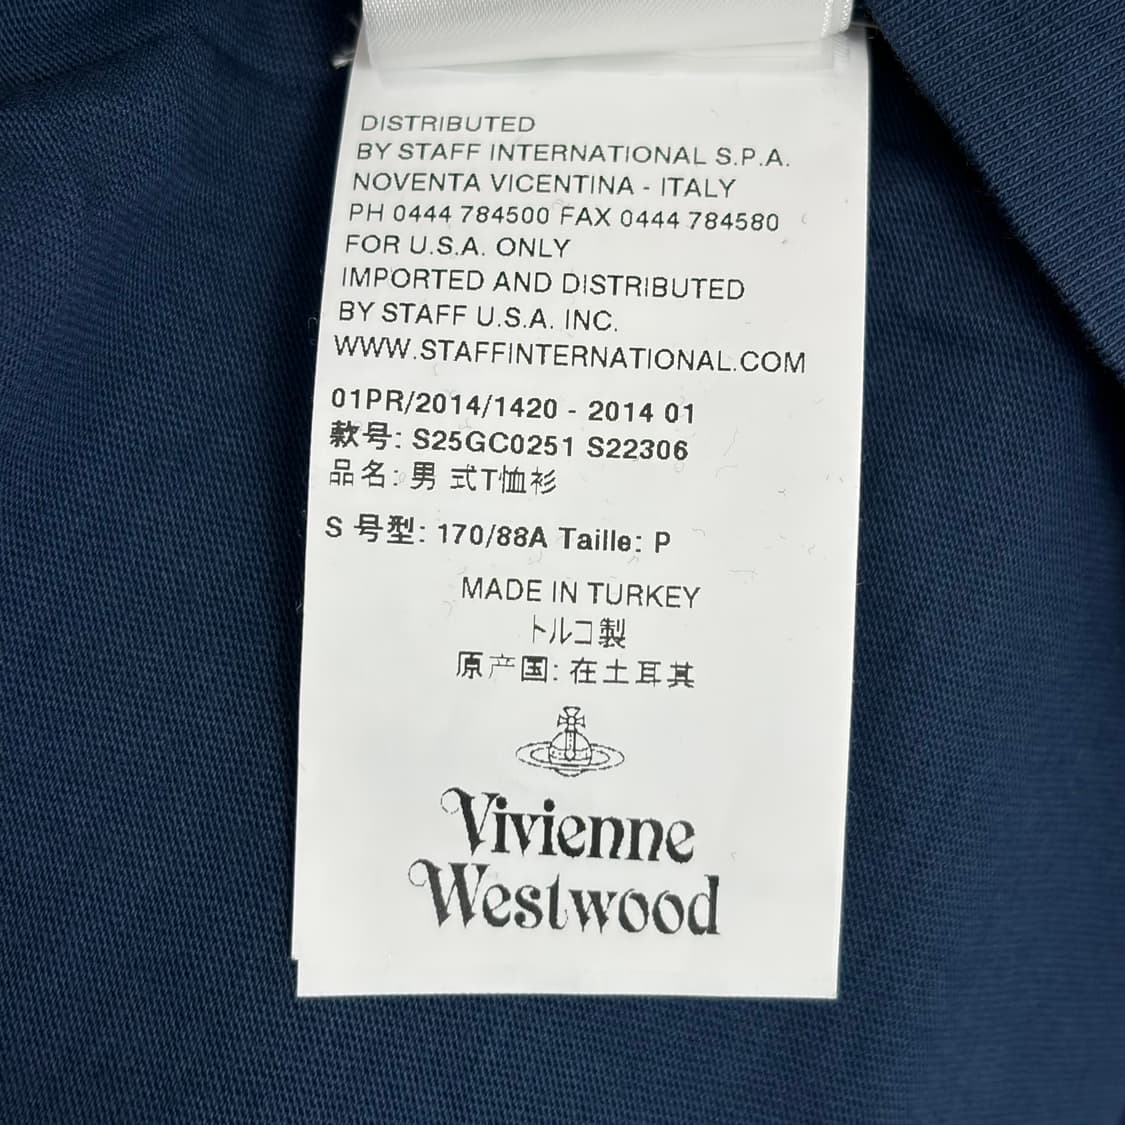 DISTRIBUTED
BY STAFF INTERNATIONAL S.P.A.
NOVENTA VICENTINA - ITALY
PH 0444 784500 FAX 0444 784580
FOR U.S.A. ONLY
IMPORTED AND DISTRIBUTED
BY STAFF U.S.A. INC.
WWW.STAFFINTERNATIONAL.COM
01PR/2014/1420 - 2014 01
款号: S25GC0251 S22306
品名: 男 式T恤衫
S 号型: 170/88A Taille: P
MADE IN TURKEY
トルコ製
原产国: 在土耳其
Vivienne
Westwood